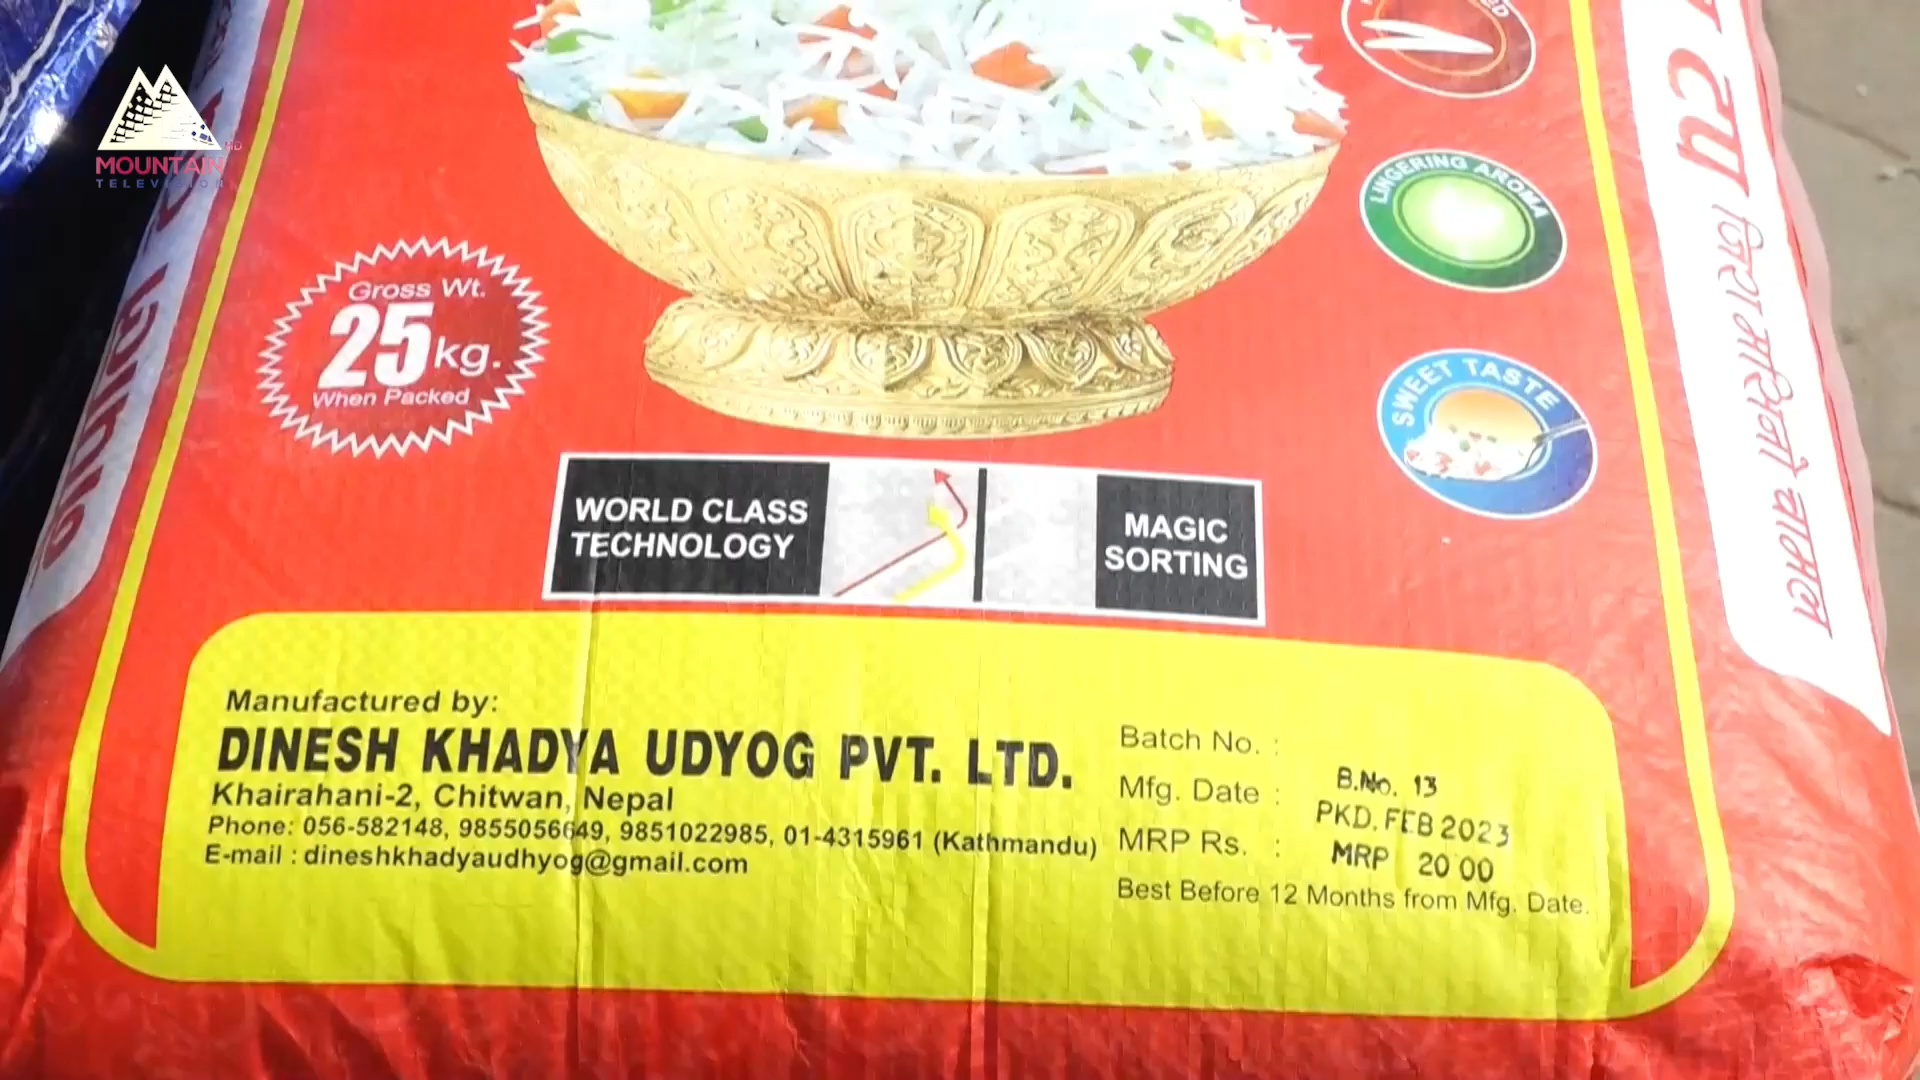 MOUNTAIN HD
TELEVISION
LINGERING AROMA
Gross Wt.
25 kg.
When Packed
SWEET TASTE
WORLD CLASS
TECHNOLOGY
MAGIC
SORTING
Manufactured by:
DINESH KHADYA UDYOG PVT. LTD.
Khairahani-2, Chitwan, Nepal
Phone: 056-582148, 9855056649, 9851022985, 01-4315961 (Kathmandu)
E-mail : dineshkhadyaudhyog@gmail.com
Batch No. :
B.No. 13
Mfg. Date :
PKD. FEB 2023
MRP Rs. :
MRP 20 00
Best Before 12 Months from Mfg. Date.
जिरा मसिनो चामल